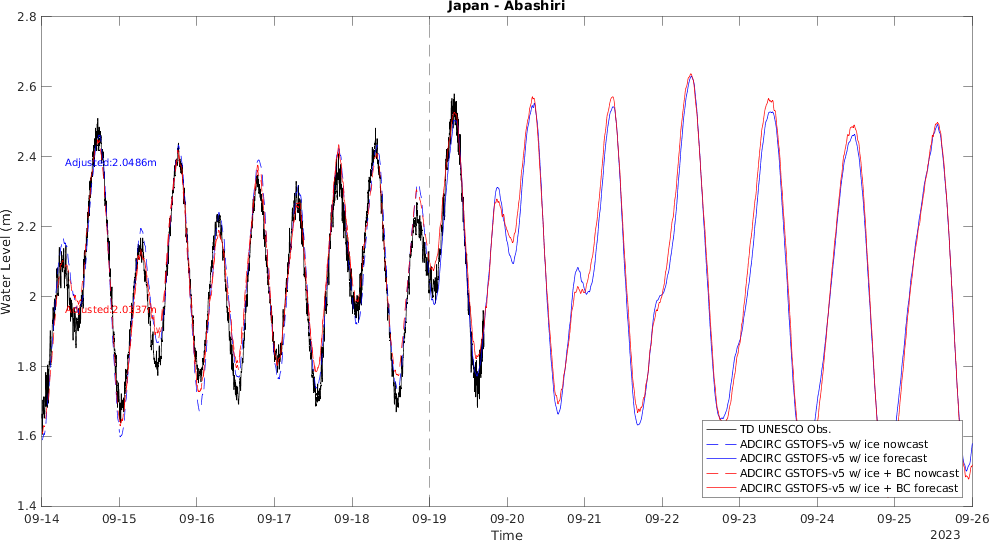 Japan - Abashiri
2.8
2.6
2.4
2.2
2
1.8
1.6
1.4
Water Level (m)
Adjusted:2.0486m
Adjusted:2.0337m
TD UNESCO Obs.
ADCIRC GSTOFS-v5 w/ ice nowcast
ADCIRC GSTOFS-v5 w/ ice forecast
ADCIRC GSTOFS-v5 w/ ice + BC nowcast
ADCIRC GSTOFS-v5 w/ ice + BC forecast
09-14 09-15 09-16 09-17 09-18 09-19 09-20 09-21 09-22 09-23 09-24 09-25 09-26
Time 2023